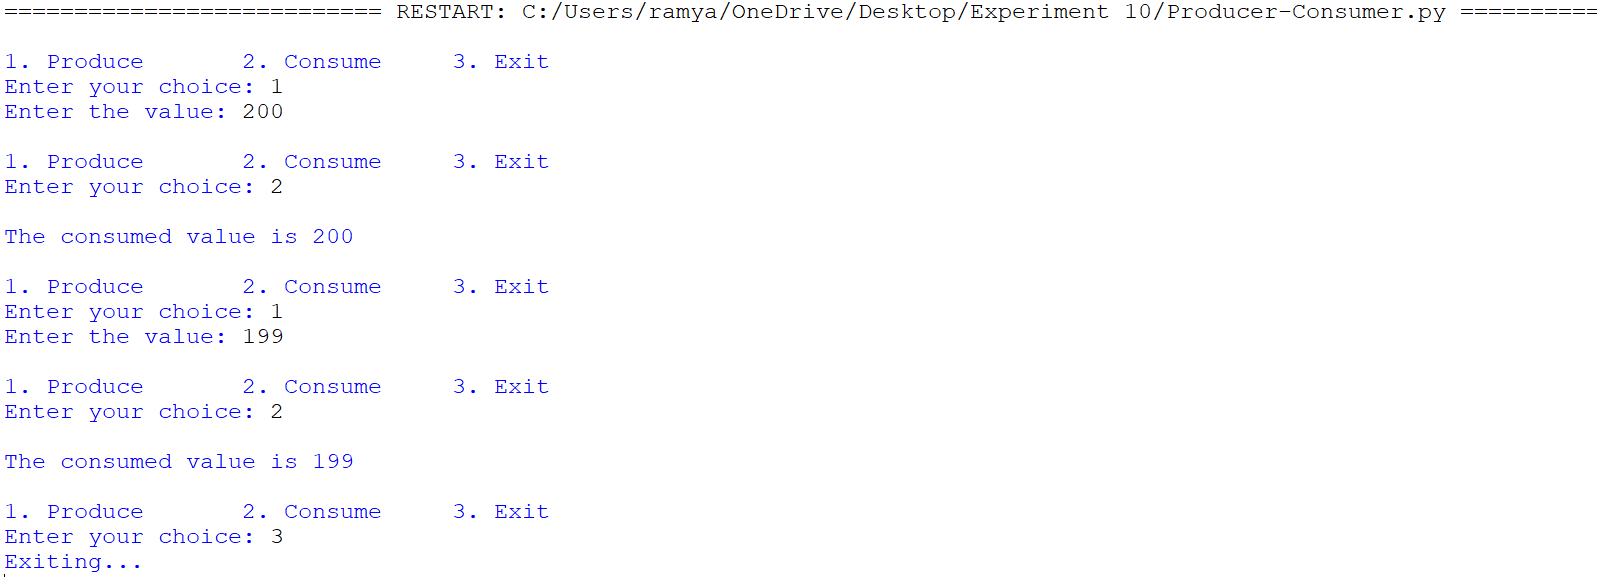 =========================== RESTART: C:/Users/ramya/OneDrive/Desktop/Experiment 10/Producer-Consumer.py ==========
1. Produce       2. Consume     3. Exit
Enter your choice: 1
Enter the value: 200
1. Produce       2. Consume     3. Exit
Enter your choice: 2
The consumed value is 200
1. Produce       2. Consume     3. Exit
Enter your choice: 1
Enter the value: 199
1. Produce       2. Consume     3. Exit
Enter your choice: 2
The consumed value is 199
1. Produce       2. Consume     3. Exit
Enter your choice: 3
Exiting...